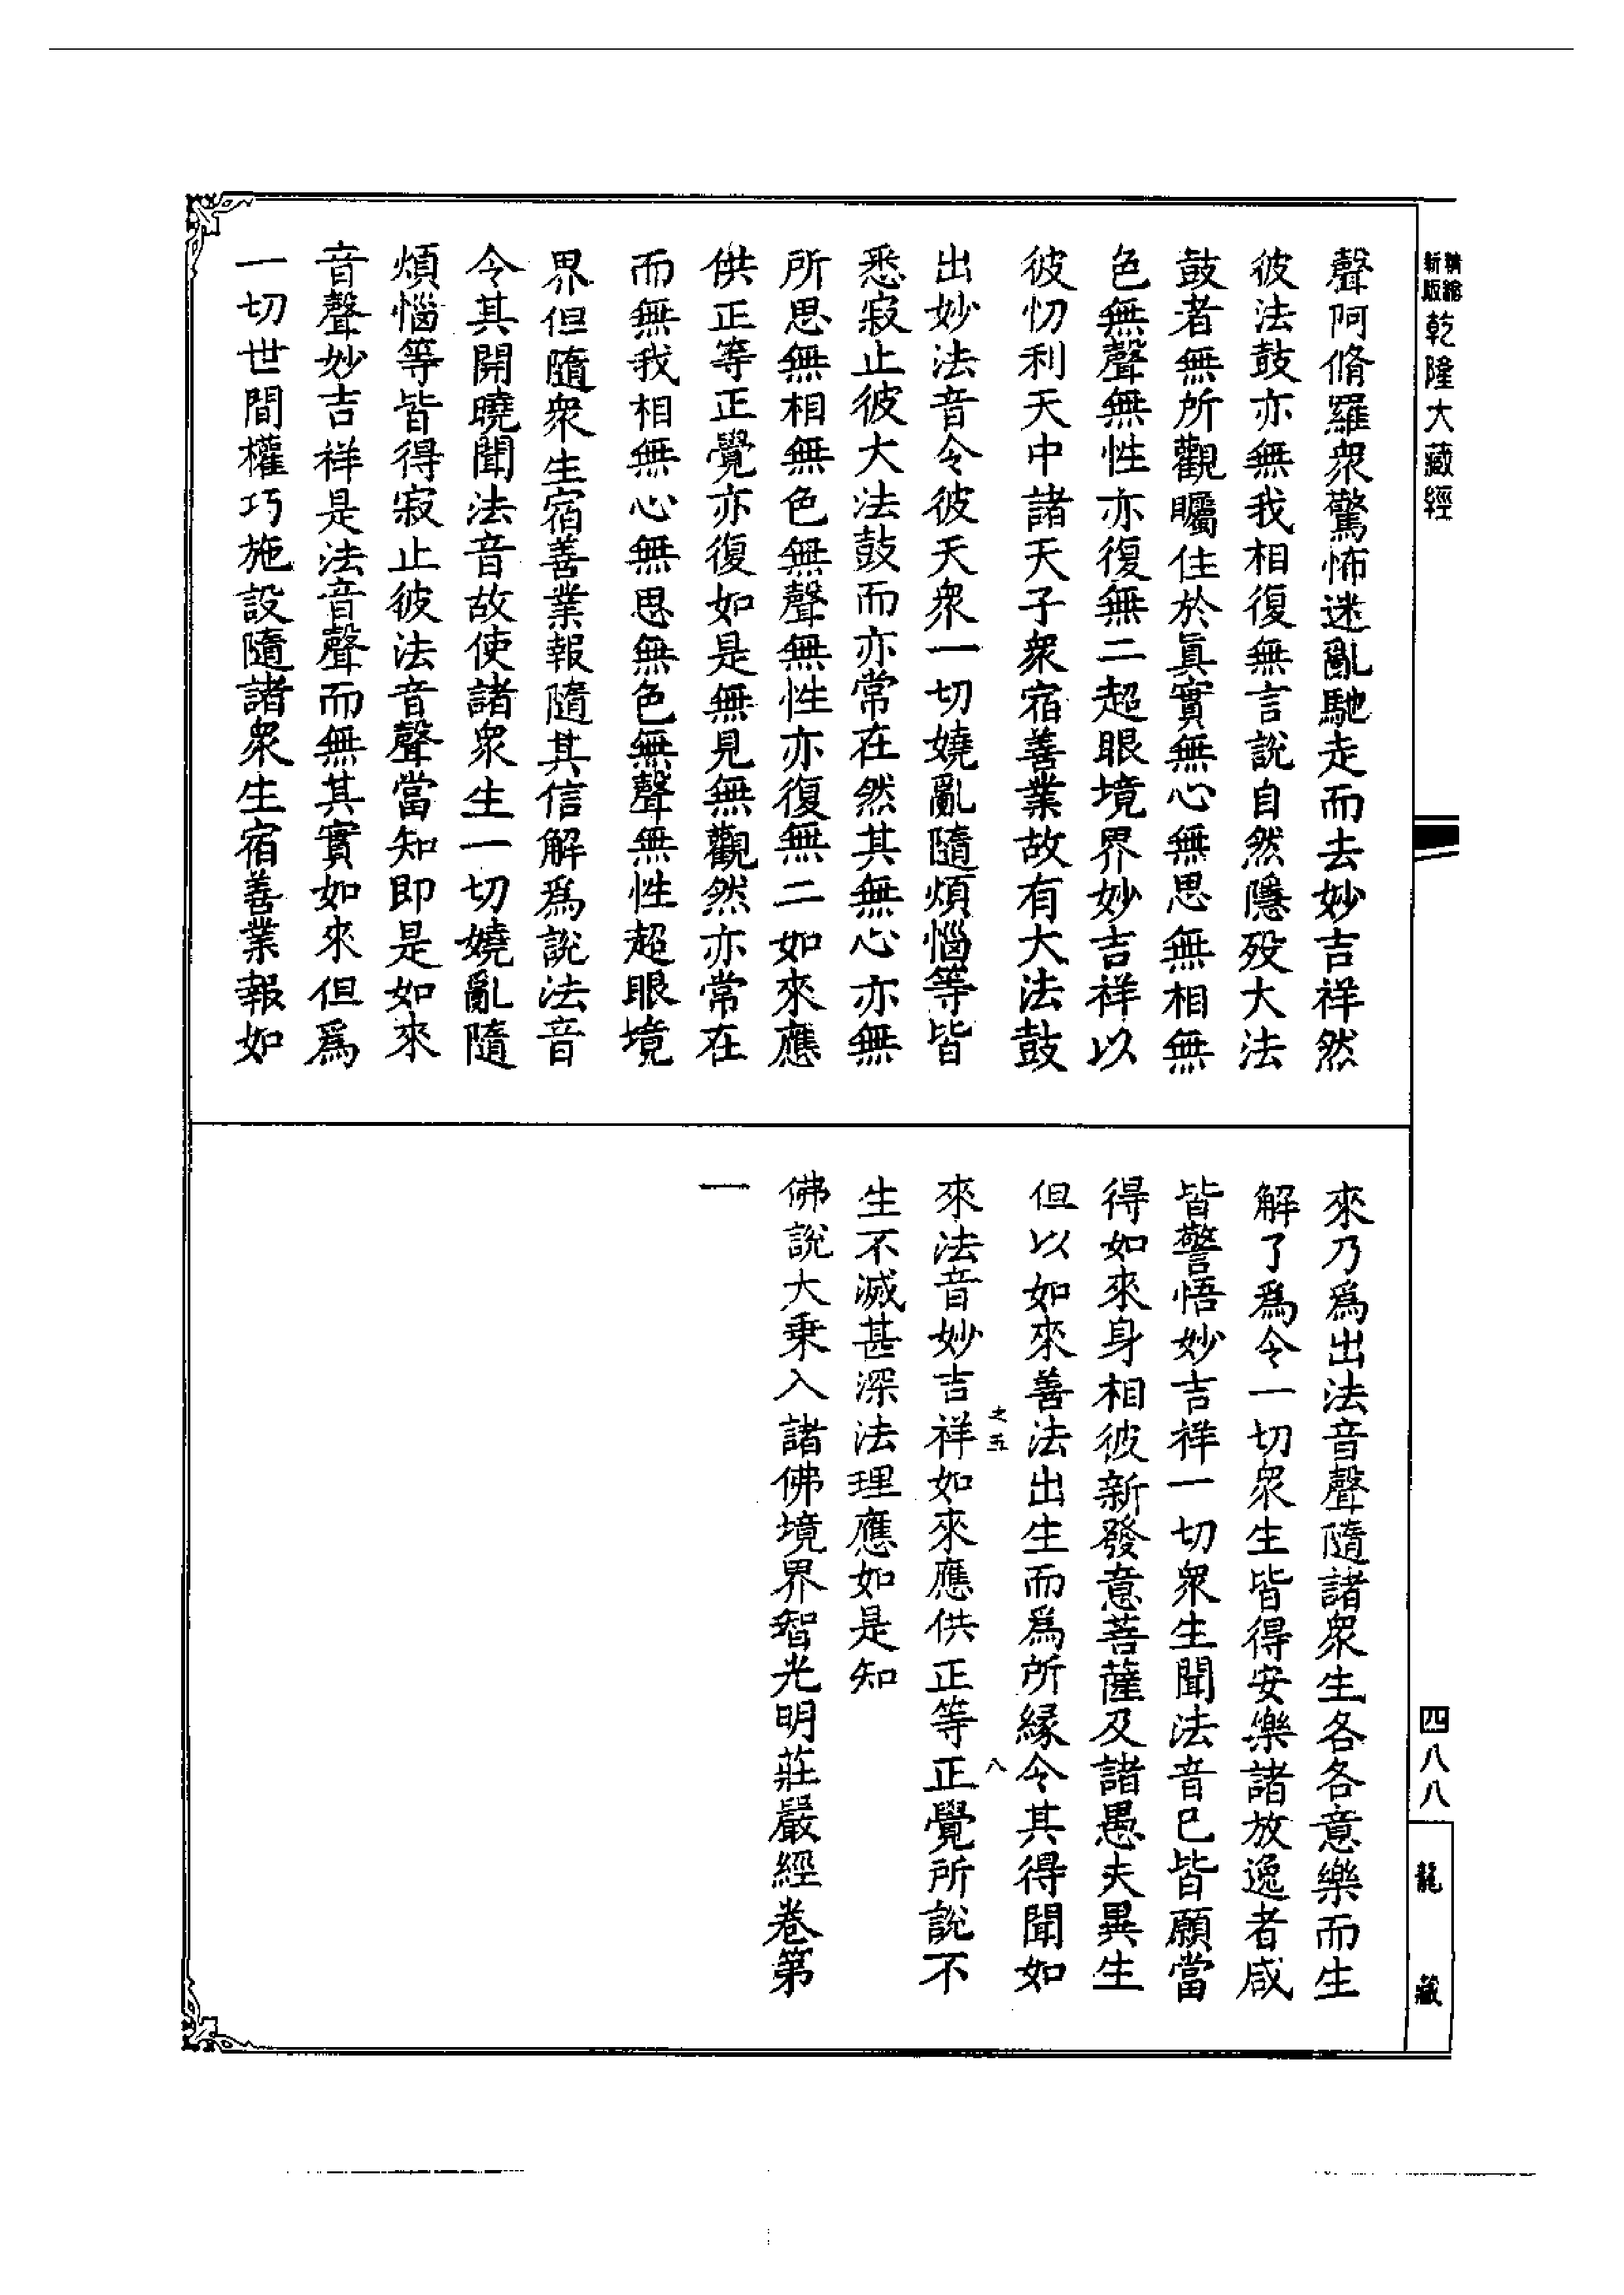 精縮
新版
乾隆大藏經
四八八
龍藏
聲阿脩羅衆驚怖迷亂馳走而去妙吉祥然
彼法鼓亦無我相復無言說自然隱歿大法
鼓者無所觀矚住於眞實無心無思無相無
色無聲無性亦復無二超眼境界妙吉祥以
彼忉利天中諸天子衆宿善業故有大法鼓
出妙法音令彼天衆一切嬈亂隨煩惱等皆
悉寂止彼大法鼓而亦常在然其無心亦無
所思無相無色無聲無性亦復無二如來應
供正等正覺亦復如是無見無觀然亦常在
而無我相無心無思無色無聲無性超眼境
界但隨衆生宿善業報隨其信解爲說法音
令其開曉聞法音故使諸衆生一切嬈亂隨
煩惱等皆得寂止彼法音聲當知即是如來
音聲妙吉祥是法音聲而無其實如來但爲
一切世間權巧施設隨諸衆生宿善業報如
來乃爲出法音聲隨諸衆生各各意樂而生
解了爲令一切衆生皆得安樂諸放逸者咸
皆警悟妙吉祥一切衆生聞法音已皆願當
得如來身相彼新發意菩薩及諸愚夫異生
但以如來善法出生而爲所緣令其得聞如
之五
八
來法音妙吉祥如來應供正等正覺所說不
生不滅甚深法理應如是知
佛說大乘入諸佛境界智光明莊嚴經卷第
一